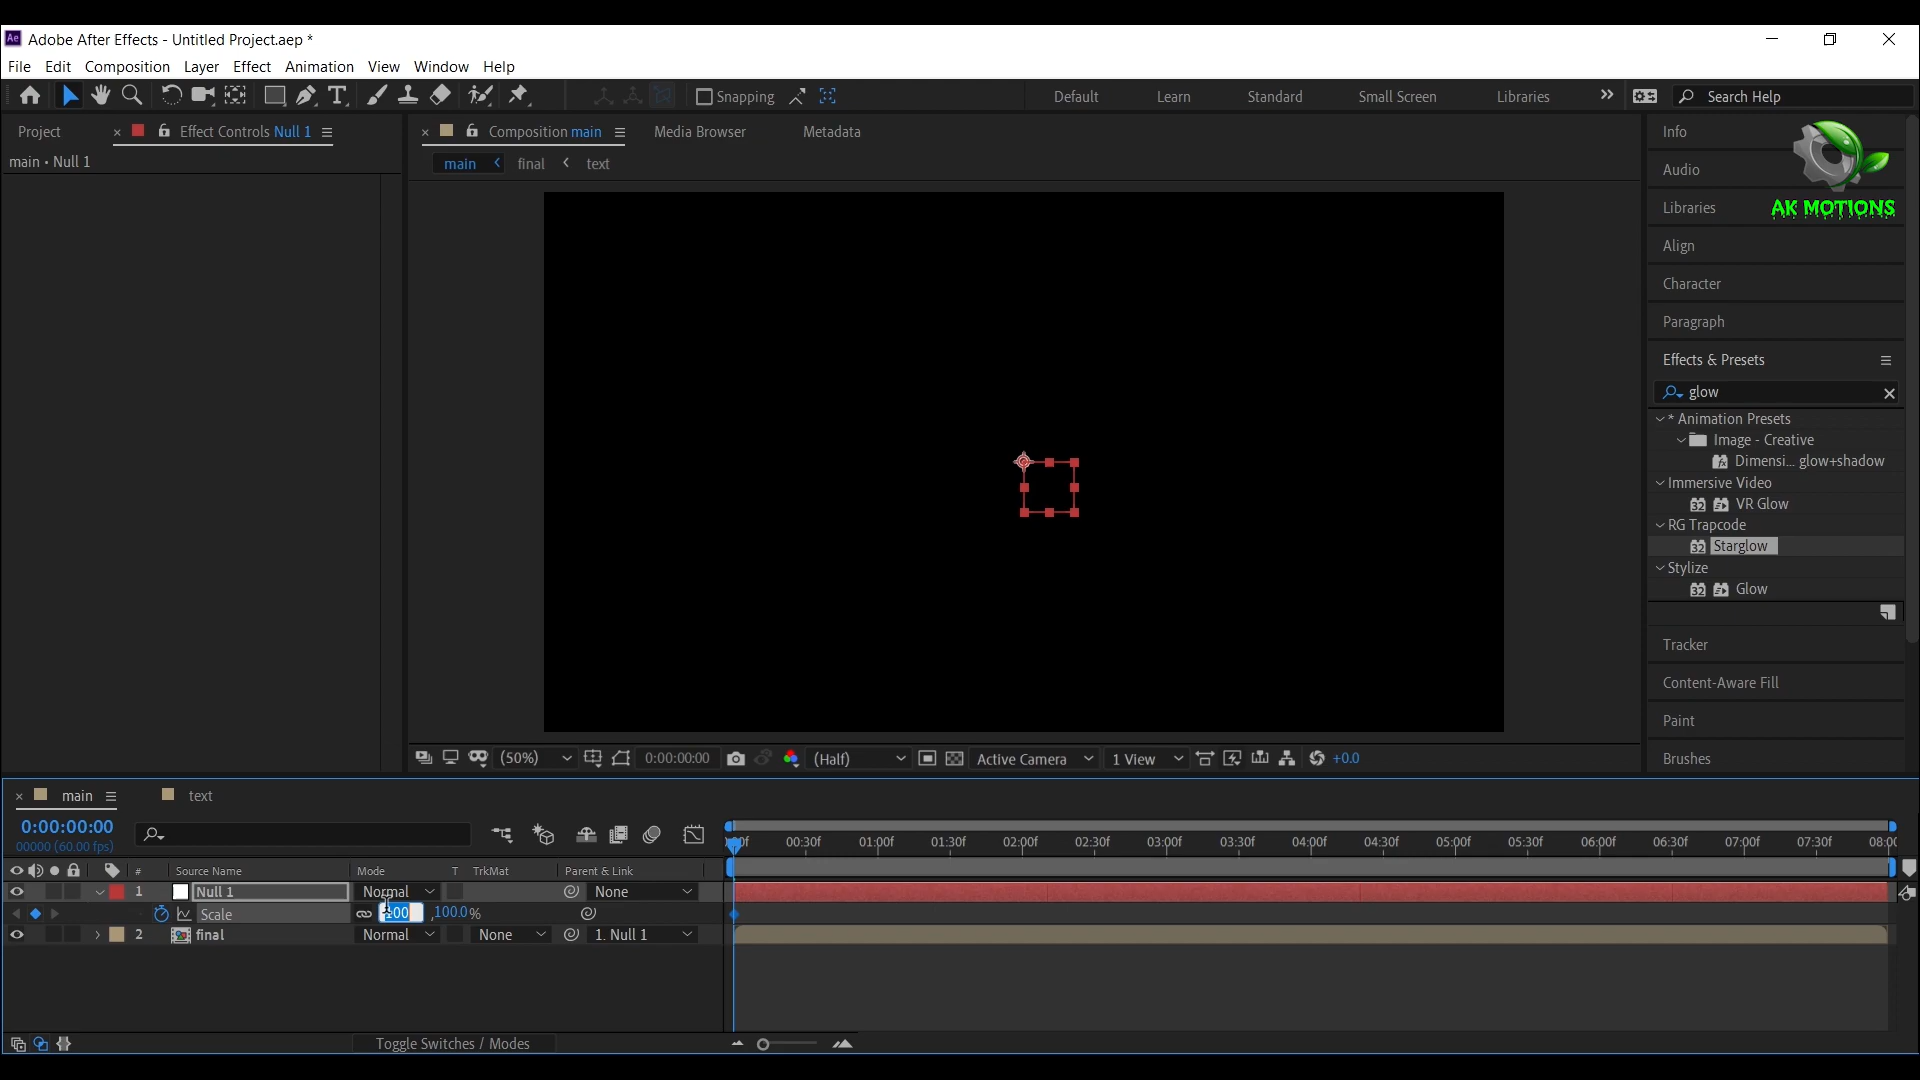 Ae Adobe After Effects - Untitled Project.aep *
File Edit Composition Layer Effect Animation View Window Help
Snapping Default Learn Standard Small Screen Libraries Search Help
Project Effect Controls Null 1
main • Null 1
Composition main Media Browser Metadata
main final text
Info
Audio
Libraries
AK MOTIONS
Align
Character
Paragraph
Effects & Presets
glow
* Animation Presets
Image - Creative
Dimensi... glow+shadow
Immersive Video
32 VR Glow
RG Trapcode
32 Starglow
Stylize
32 Glow
Tracker
Content-Aware Fill
Paint
Brushes
(50%) 0:00:00:00 (Half) Active Camera 1 View +0.0
main text
0:00:00:00
00000 (60.00 fps)
00:30f 01:00f 01:30f 02:00f 02:30f 03:00f 03:30f 04:00f 04:30f 05:00f 05:30f 06:00f 06:30f 07:00f 07:30f
# Source Name Mode T TrkMat Parent & Link
1 Null 1 Normal None
Scale ,100.0%
2 final Normal None 1. Null 1
Toggle Switches / Modes